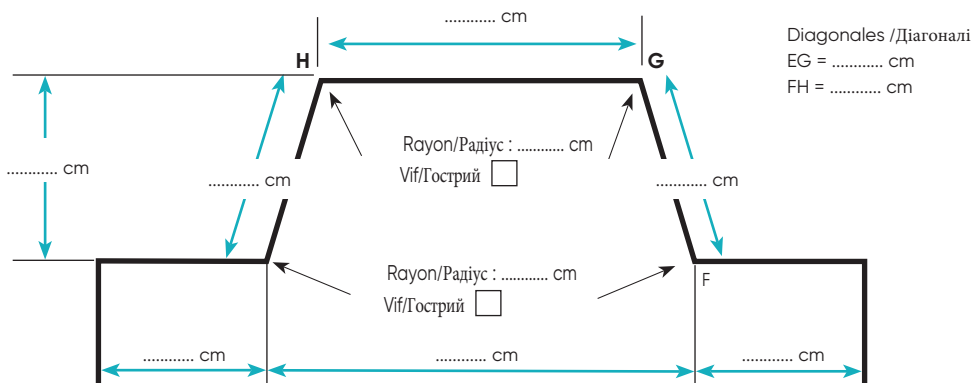 ............ cm
Diagonales /Діагоналі
EG = ............ cm
FH = ............ cm
H
G
Rayon/Радіус : ............ cm
Vif/Гострий
............ cm
............ cm
............ cm
Rayon/Радіус : ............ cm
Vif/Гострий
F
............ cm
............ cm
............ cm